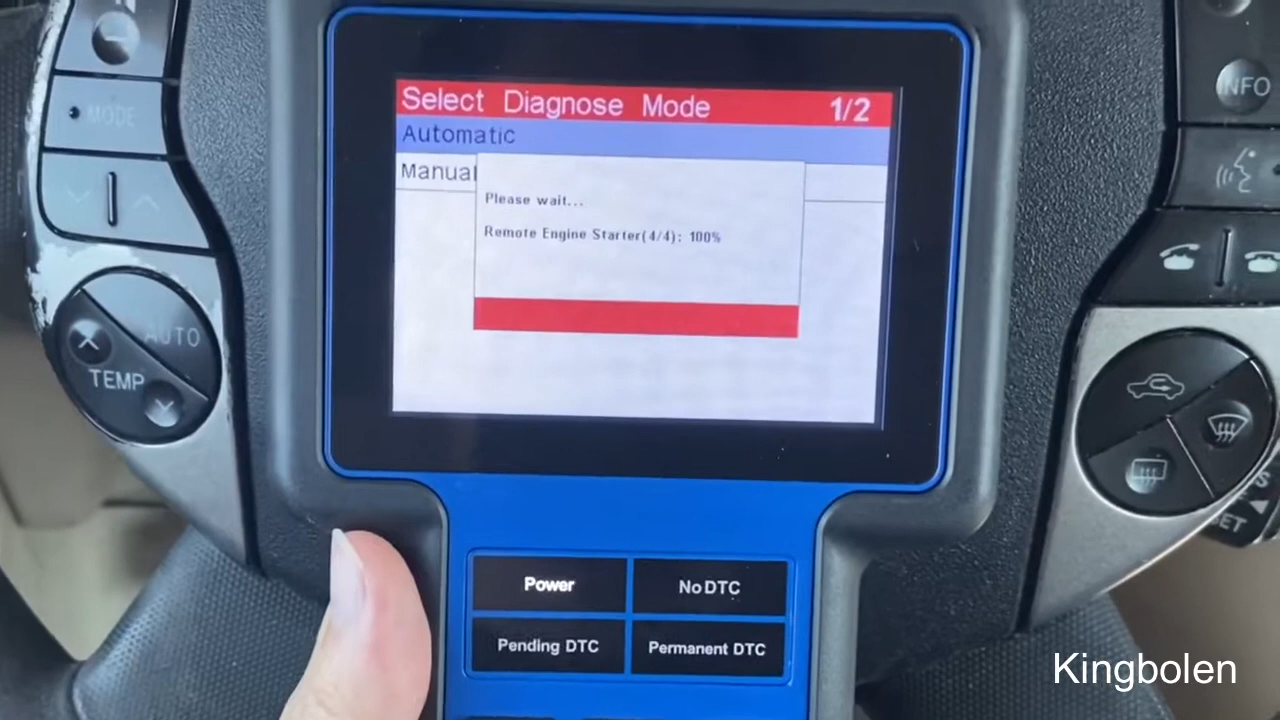 Select Diagnose Mode 1/2
Automatic
Manual
Please wait...
Remote Engine Starter(4/4): 100%
MODE
AUTO
TEMP
INFO
Power
No DTC
Pending DTC
Permanent DTC
Kingbolen